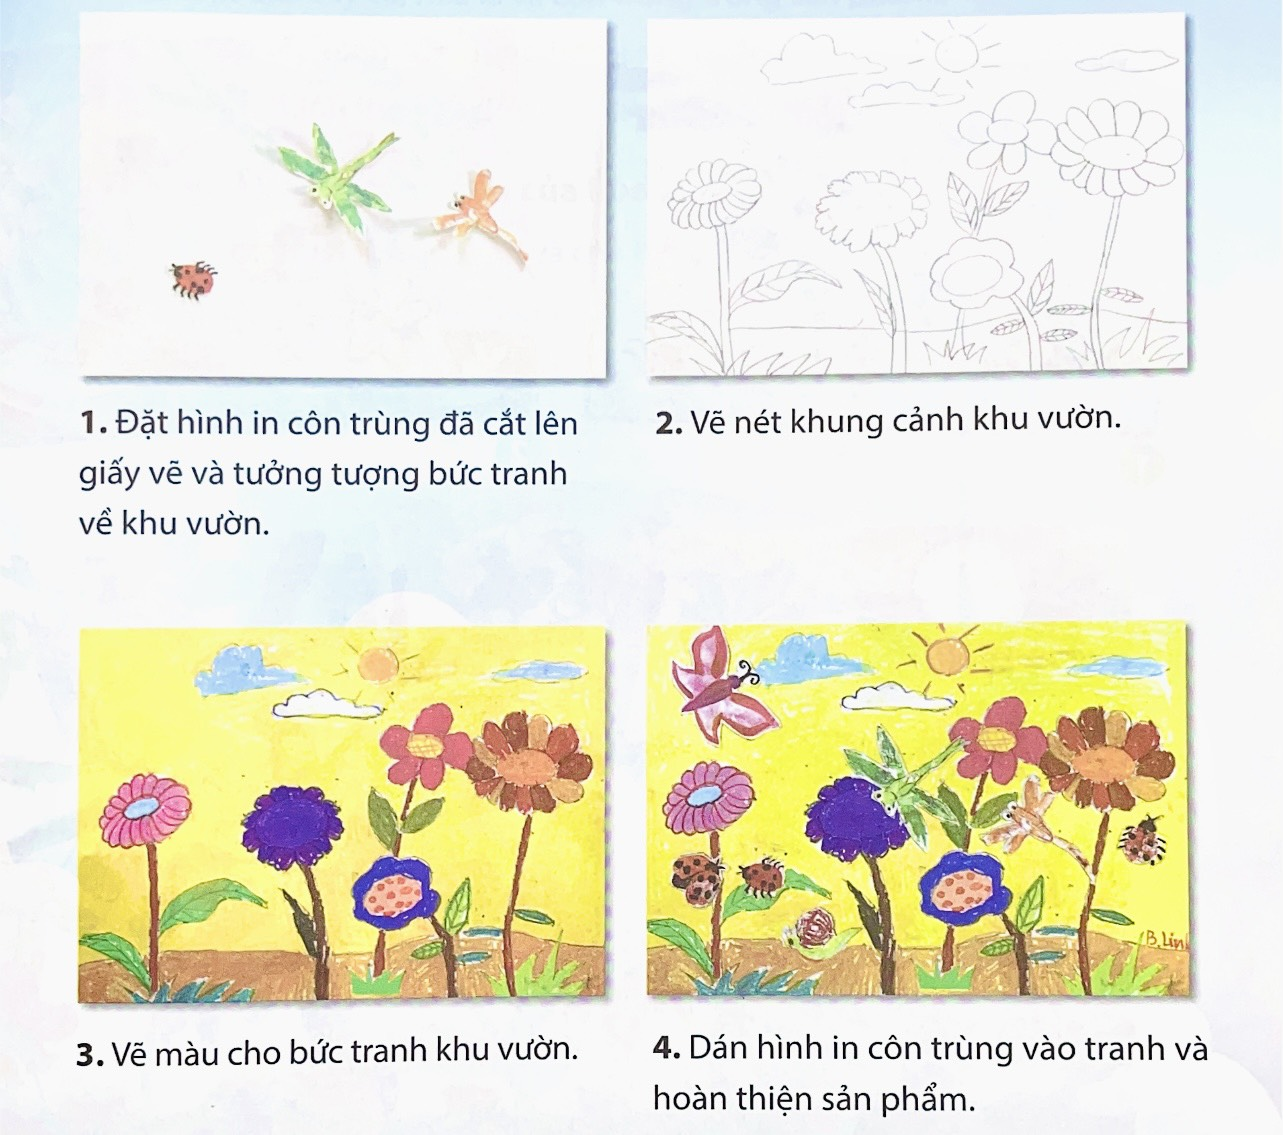 1. Đặt hình in côn trùng đã cắt lên
giấy vẽ và tưởng tượng bức tranh
về khu vườn.
2. Vẽ nét khung cảnh khu vườn.
B.Lin
3. Vẽ màu cho bức tranh khu vườn.
4. Dán hình in côn trùng vào tranh và
hoàn thiện sản phẩm.